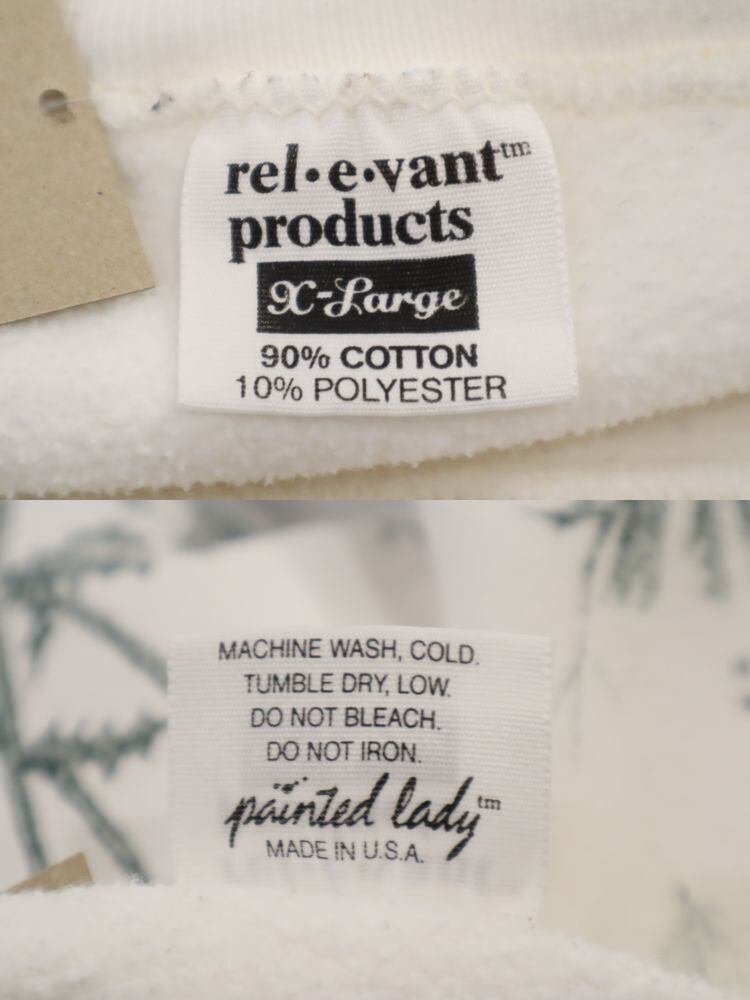 rel•e•vant™
products
X-Large
90% COTTON
10% POLYESTER
MACHINE WASH, COLD.
TUMBLE DRY, LOW.
DO NOT BLEACH.
DO NOT IRON.
painted lady™
MADE IN U.S.A.